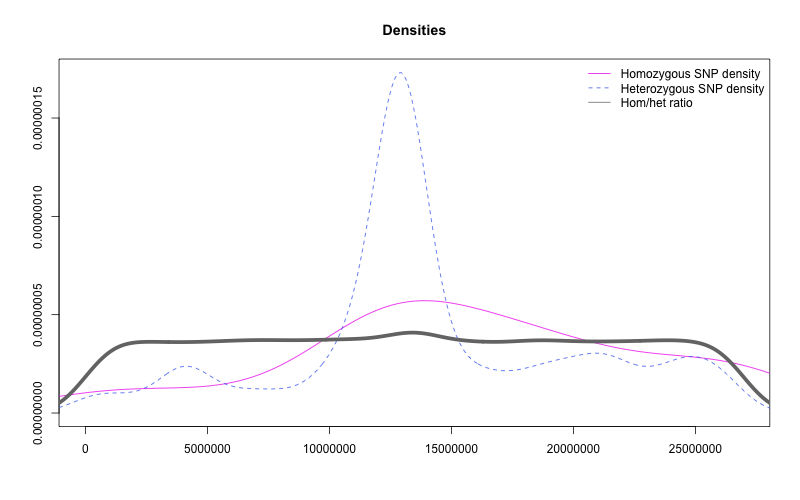 Densities
Homozygous SNP density
Heterozygous SNP density
Hom/het ratio
0.00000015
0.00000010
0.00000005
0.00000000
0 5000000 10000000 15000000 20000000 25000000